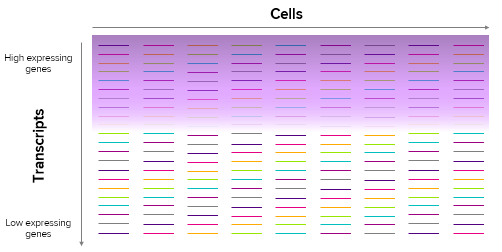 Cells
High expressing
genes
Transcripts
Low expressing
genes